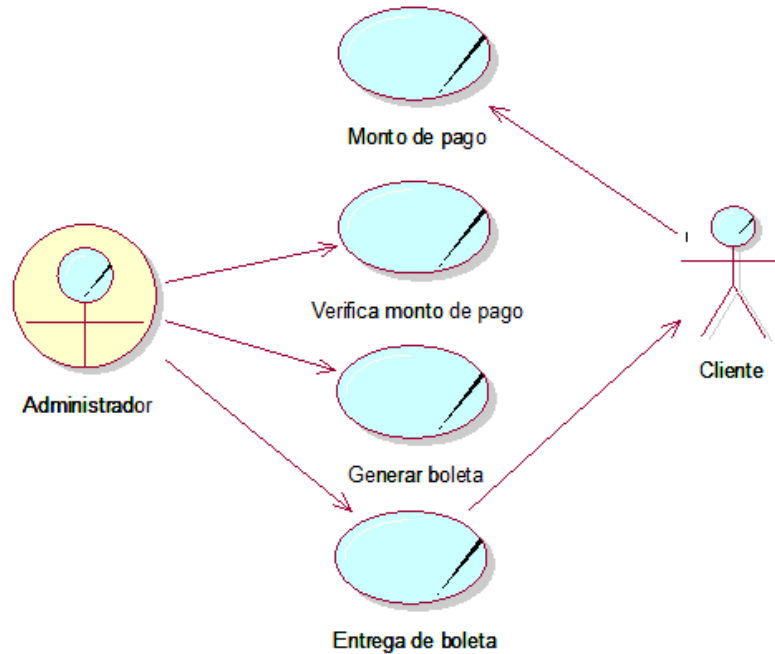 Monto de pago
Verifica monto de pago
Administrador
Cliente
Generar boleta
Entrega de boleta